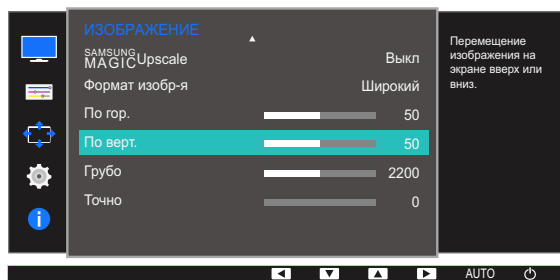 ИЗОБРАЖЕНИЕ
SAMSUNG
MAGIC Upscale Выкл
Формат изобр-я Широкий
По гор. 50
По верт. 50
Грубо 2200
Точно 0
Перемещение
изображения на
экране вверх или
вниз.
AUTO